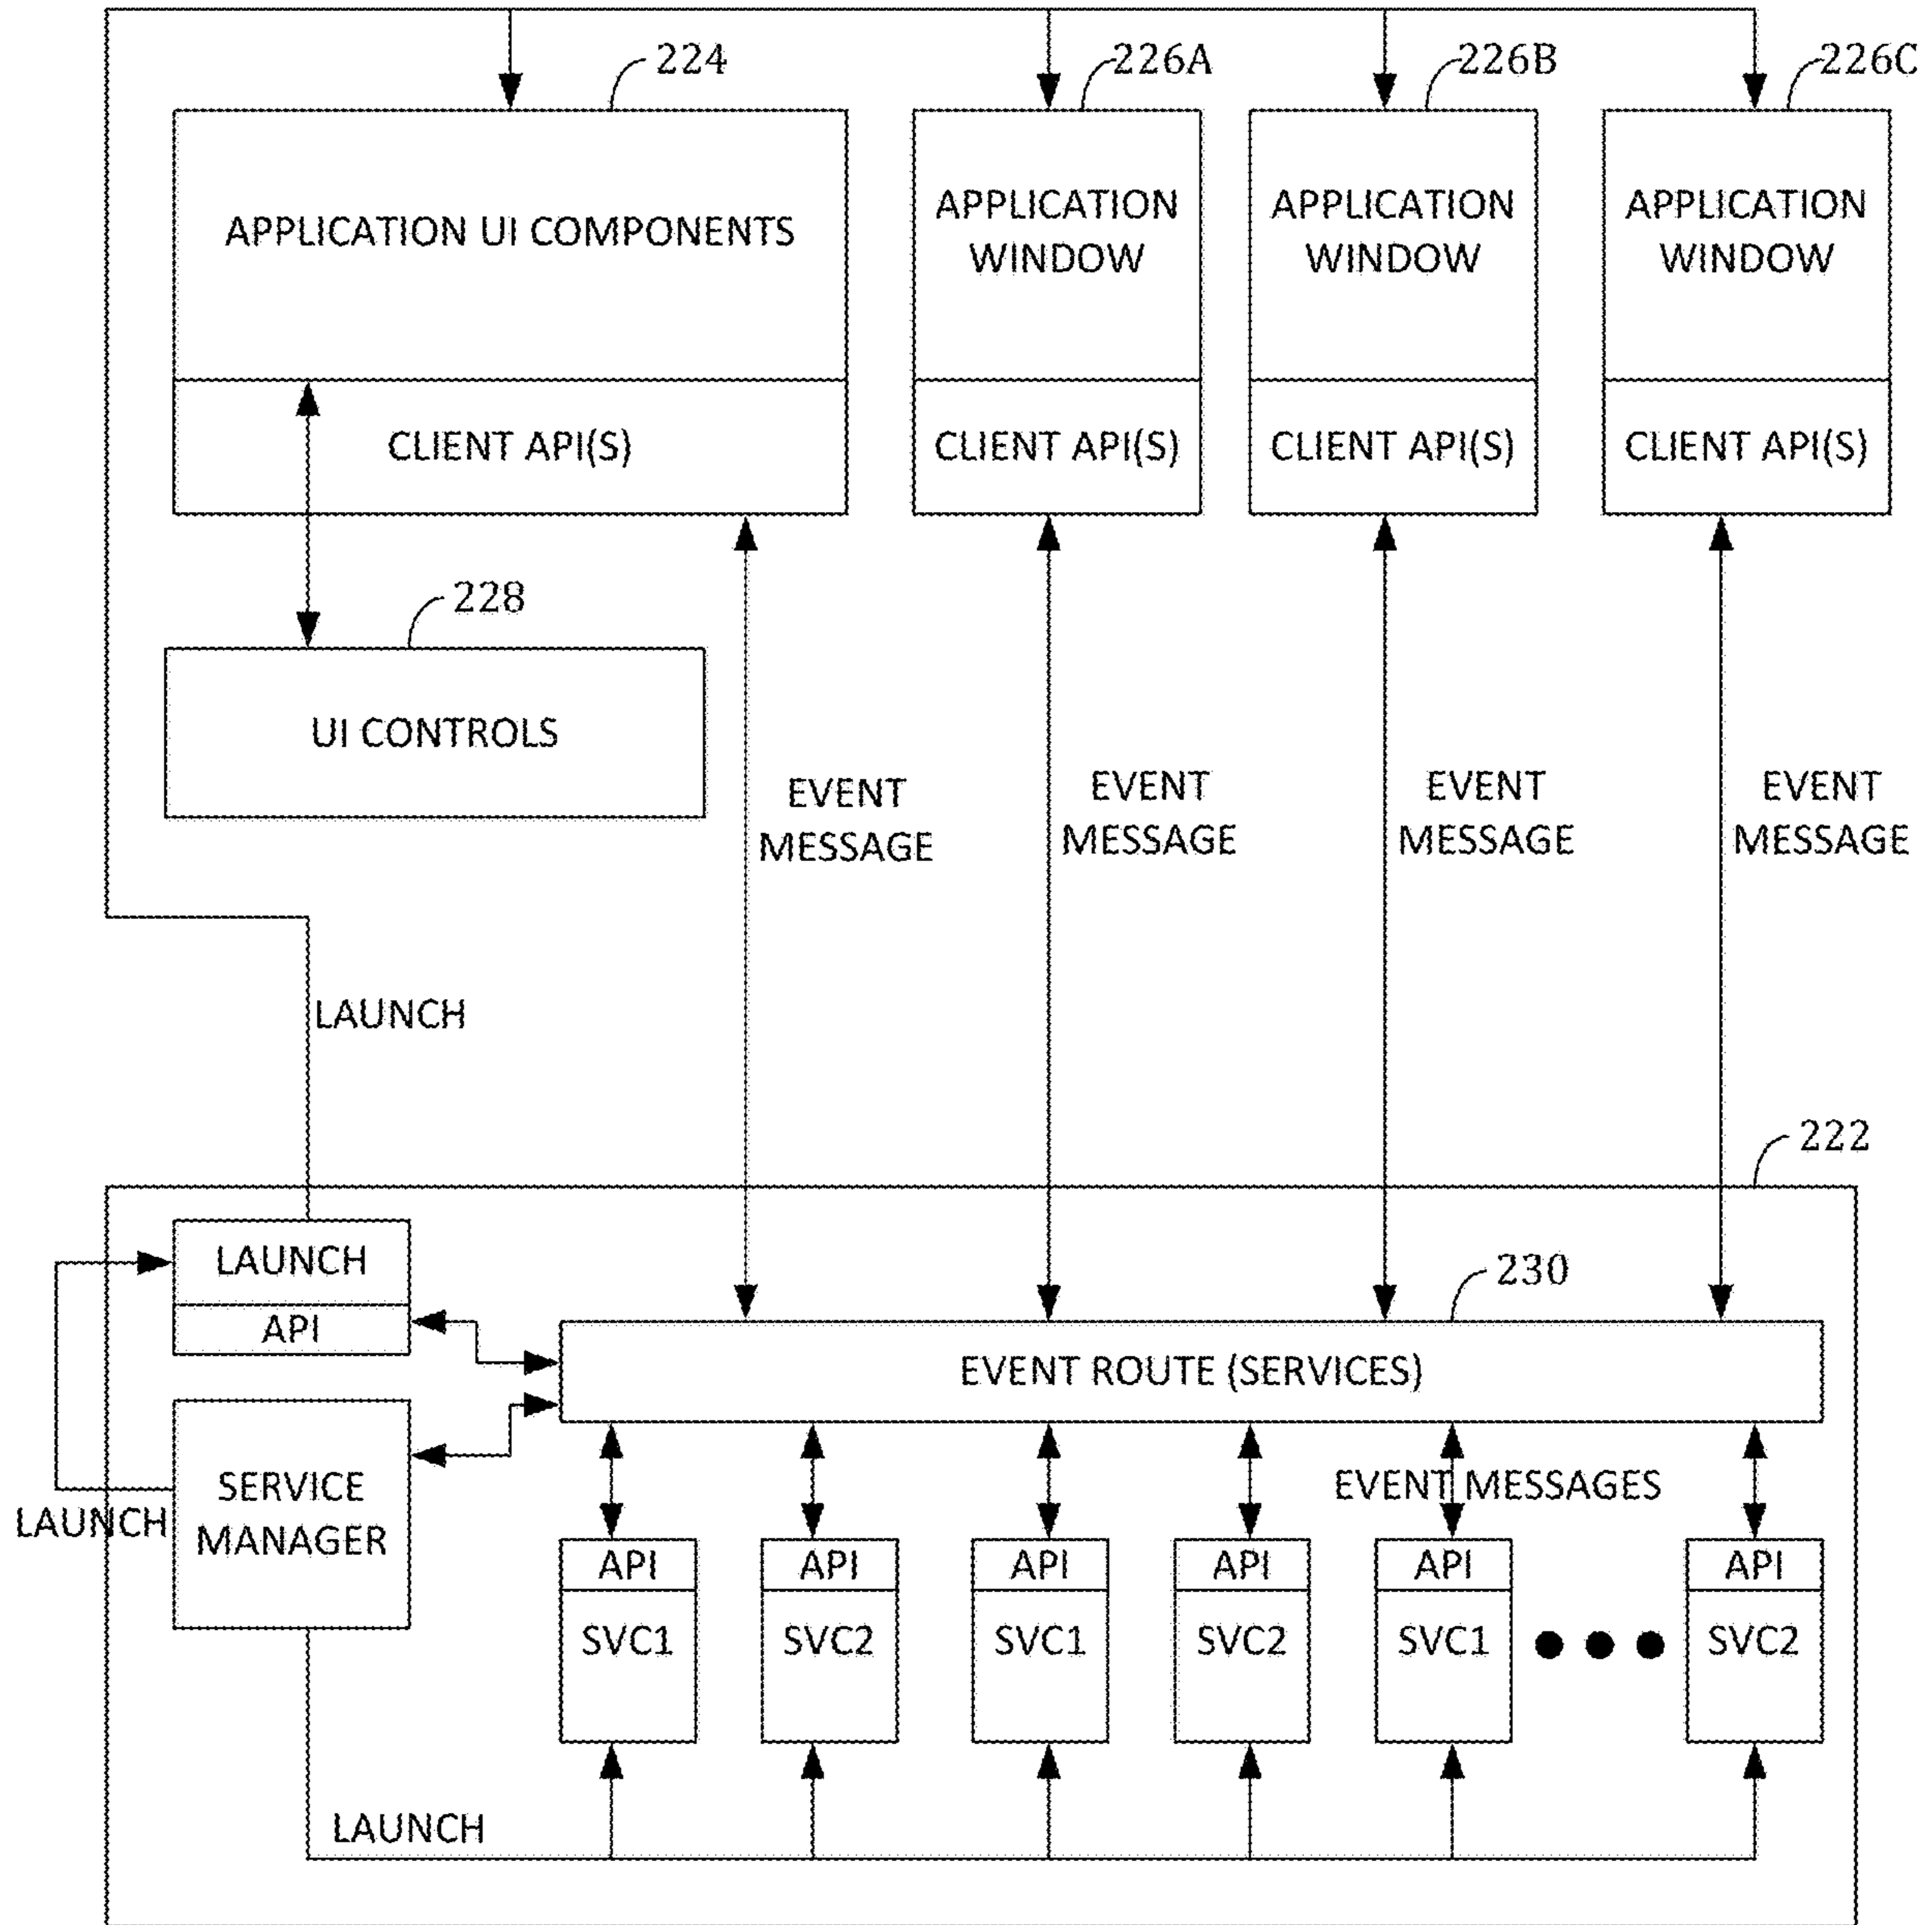 224
226A
226B
226C
APPLICATION UI COMPONENTS
APPLICATION
WINDOW
APPLICATION
WINDOW
APPLICATION
WINDOW
CLIENT API(S)
CLIENT API(S)
CLIENT API(S)
CLIENT API(S)
228
UI CONTROLS
EVENT
MESSAGE
EVENT
MESSAGE
EVENT
MESSAGE
EVENT
MESSAGE
LAUNCH
222
LAUNCH
API
230
EVENT ROUTE (SERVICES)
SERVICE
MANAGER
LAUNCH
EVENT MESSAGES
API
SVC1
API
SVC2
API
SVC1
API
SVC2
API
SVC1
API
SVC2
LAUNCH